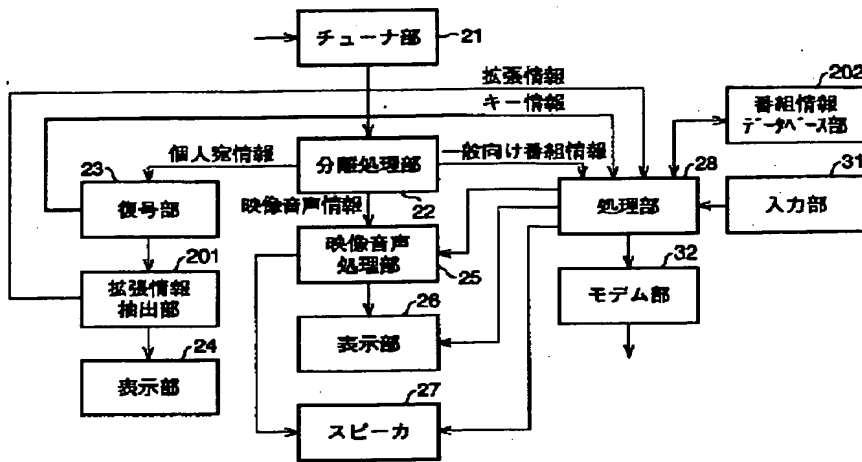 チューナ部
21
拡張情報
202
キー情報
番組情報
データベース部
個人宛情報
分離処理部
一般向け番組情報
23
22
28
31
復号部
映像音声情報
処理部
入力部
201
映像音声
処理部
25
32
拡張情報
抽出部
モデム部
26
24
表示部
表示部
27
スピーカ